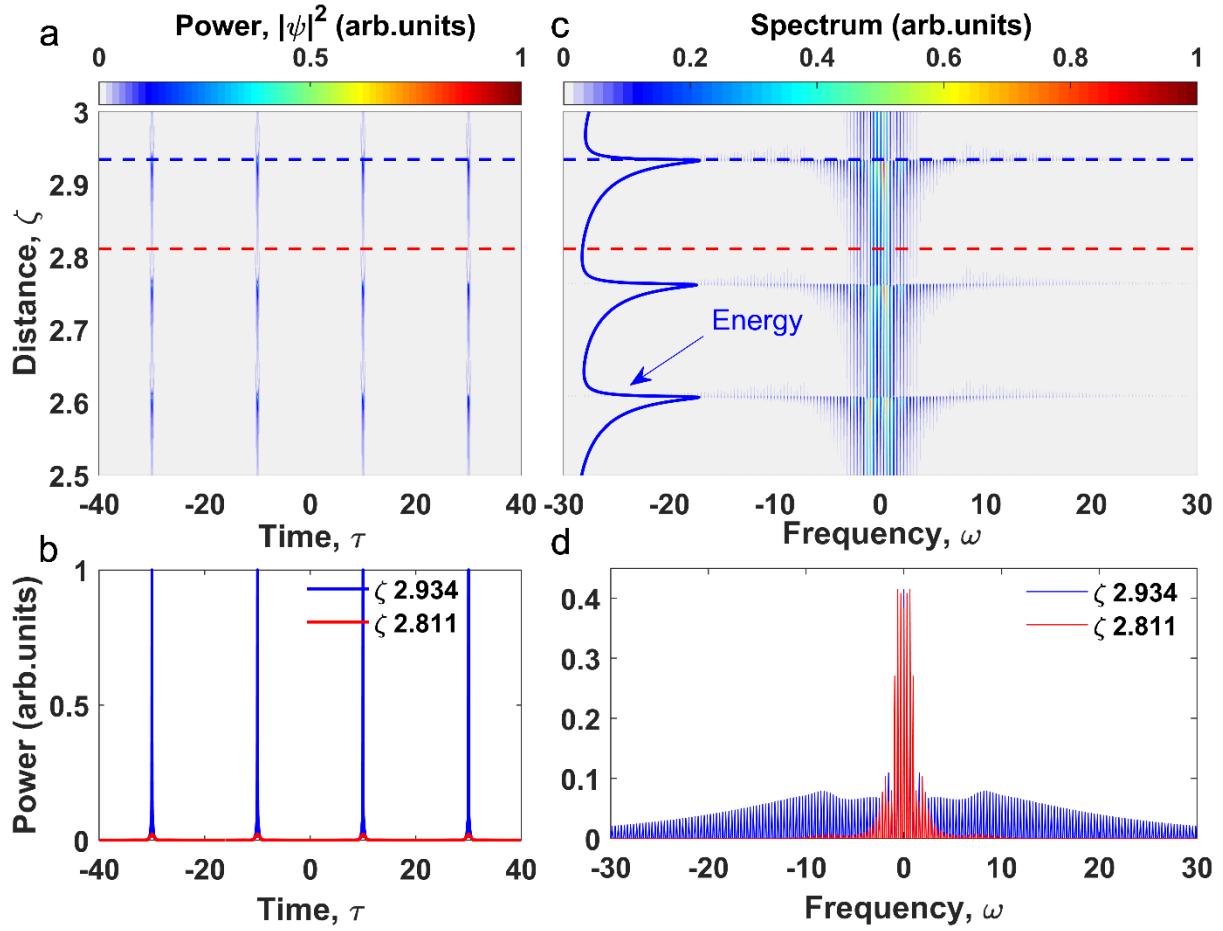 a
Power, |ψ|² (arb.units)
0 0.5 1
3
2.9
2.8
2.7
2.6
2.5
Distance, ζ
-40 -20 0 20 40
Time, τ
c
Spectrum (arb.units)
0 0.2 0.4 0.6 0.8 1
Energy
-30 -20 -10 0 10 20 30
Frequency, ω
b
1
0.5
0
Power (arb.units)
ζ 2.934
ζ 2.811
-40 -20 0 20 40
Time, τ
d
0.4
0.3
0.2
0.1
0
ζ 2.934
ζ 2.811
-30 -20 -10 0 10 20 30
Frequency, ω